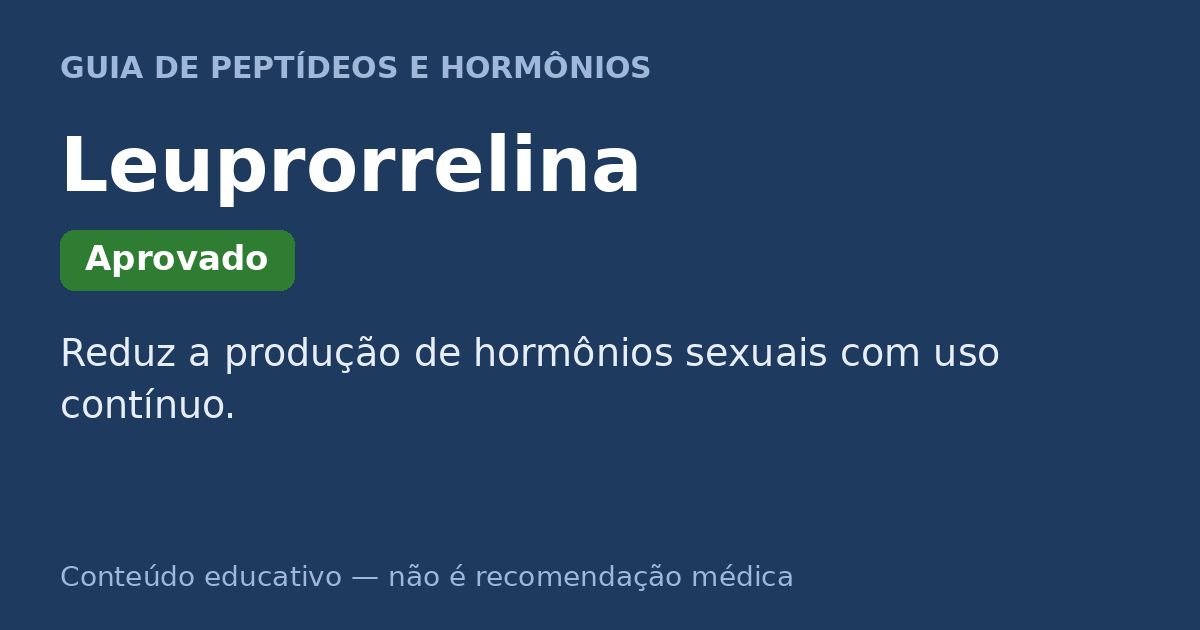 GUIA DE PEPTÍDEOS E HORMÔNIOS
Leuprorrelina
Aprovado
Reduz a produção de hormônios sexuais com uso
contínuo.
Conteúdo educativo — não é recomendação médica